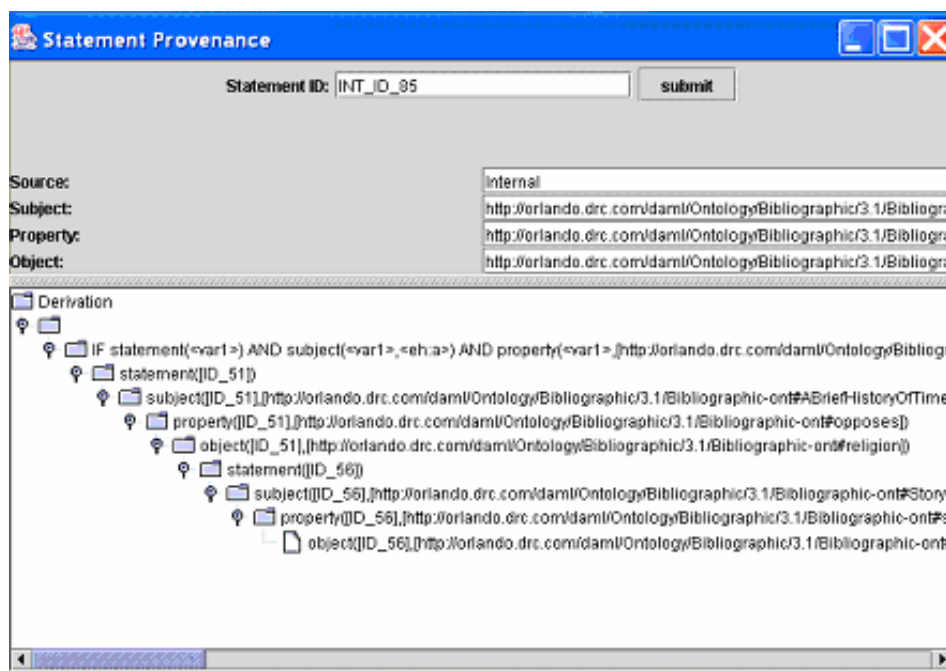 Statement Provenance
Statement ID: INT_ID_85 submit
Source: Internal
Subject: http://orlando.drc.com/daml/Ontology/Bibliographic/3.1/Bibliogra
Property: http://orlando.drc.com/daml/Ontology/Bibliographic/3.1/Bibliogra
Object: http://orlando.drc.com/daml/Ontology/Bibliographic/3.1/Bibliogra
Derivation
IF statement(<var1>) AND subject(<var1>,<eh:a>) AND property(<var1>,[http://orlando.drc.com/daml/Ontology/Bibliog
statement([ID_51])
subject([ID_51],[http://orlando.drc.com/daml/Ontology/Bibliographic/3.1/Bibliographic-ont#ABriefHistoryOfTime
property([ID_51],[http://orlando.drc.com/daml/Ontology/Bibliographic/3.1/Bibliographic-ont#opposes])
object([ID_51],[http://orlando.drc.com/daml/Ontology/Bibliographic/3.1/Bibliographic-ont#religion])
statement([ID_56])
subject([ID_56],[http://orlando.drc.com/daml/Ontology/Bibliographic/3.1/Bibliographic-ont#Story
property([ID_56],[http://orlando.drc.com/daml/Ontology/Bibliographic/3.1/Bibliographic-ont#s
object([ID_56],[http://orlando.drc.com/daml/Ontology/Bibliographic/3.1/Bibliographic-ont#